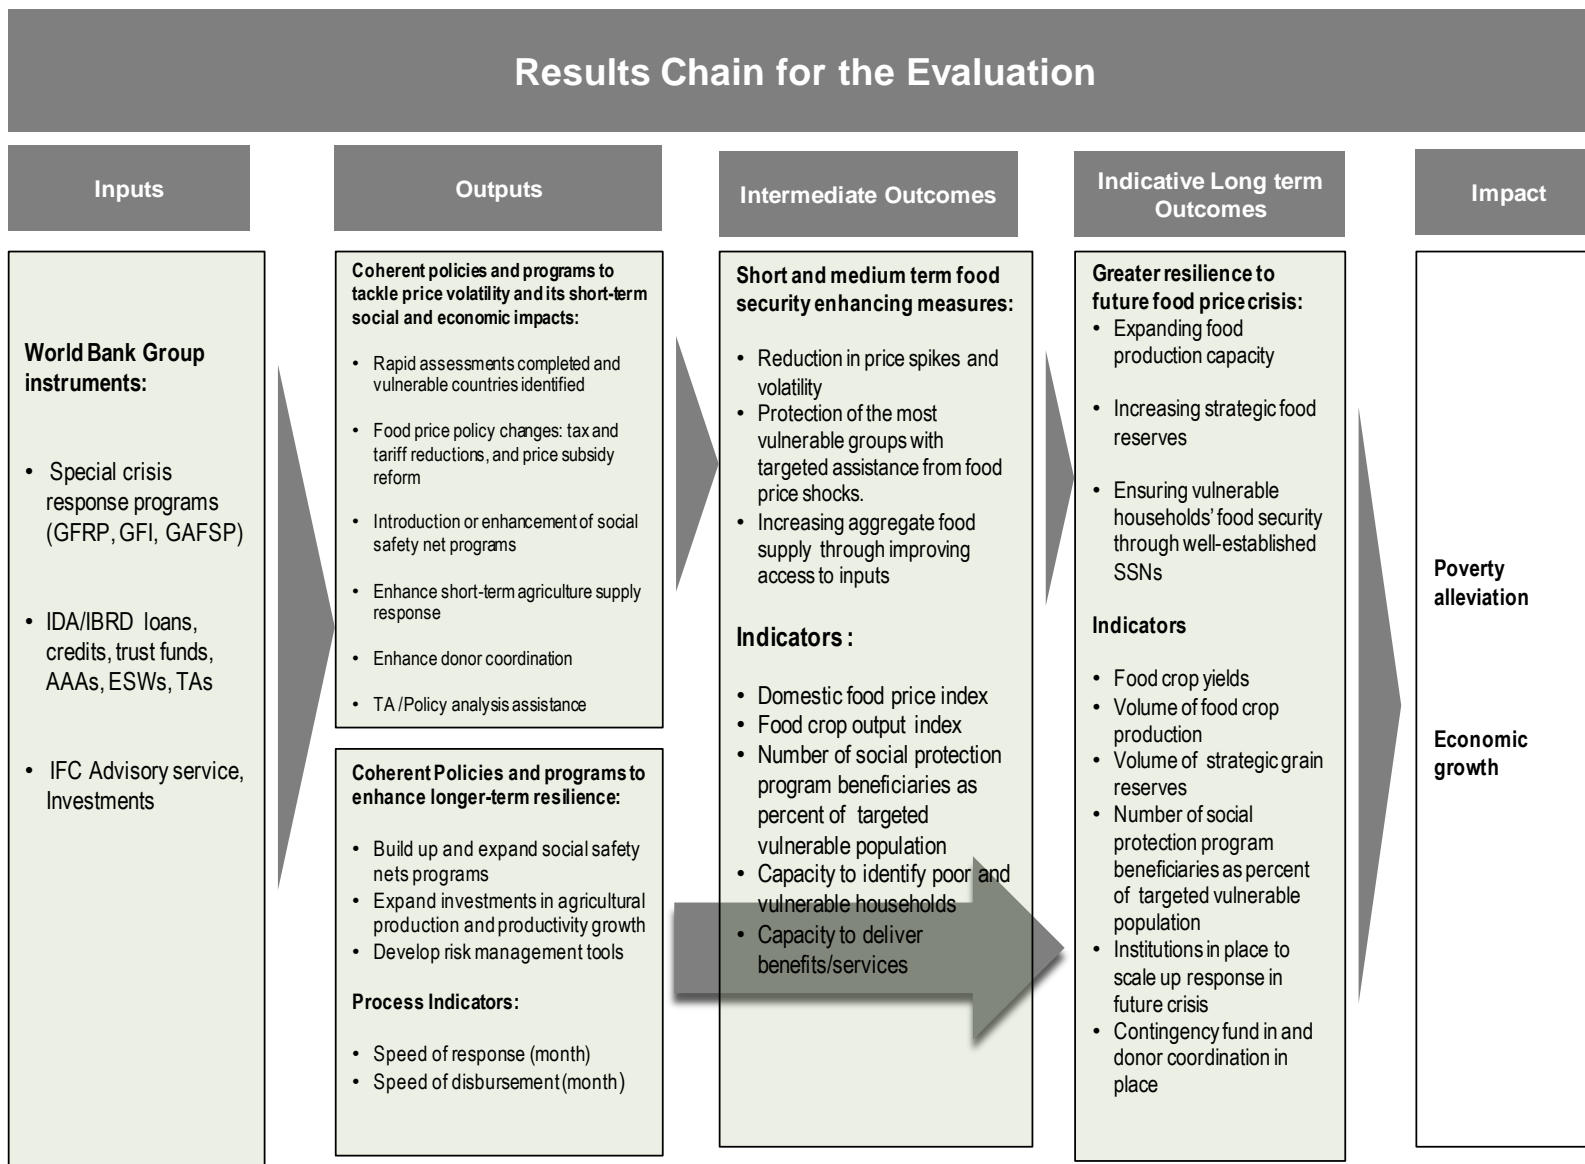 Results Chain for the Evaluation
Inputs
World Bank Group
instruments:
• Special crisis
response programs
(GFRP, GFI, GAFSP)
• IDA/IBRD loans,
credits, trust funds,
AAAs, ESWs, TAs
• IFC Advisory service,
Investments
Outputs
Coherent policies and programs to
tackle price volatility and its short-term
social and economic impacts:
• Rapid assessments completed and
vulnerable countries identified
• Food price policy changes: tax and
tariff reductions, and price subsidy
reform
• Introduction or enhancement of social
safety net programs
• Enhance short-term agriculture supply
response
• Enhance donor coordination
• TA /Policy analysis assistance
Coherent Policies and programs to
enhance longer-term resilience:
• Build up and expand social safety
nets programs
• Expand investments in agricultural
production and productivity growth
• Develop risk management tools
Process Indicators:
• Speed of response (month)
• Speed of disbursement (month)
Intermediate Outcomes
Short and medium term food
security enhancing measures:
• Reduction in price spikes and
volatility
• Protection of the most
vulnerable groups with
targeted assistance from food
price shocks.
• Increasing aggregate food
supply through improving
access to inputs
Indicators :
• Domestic food price index
• Food crop output index
• Number of social protection
program beneficiaries as
percent of targeted
vulnerable population
• Capacity to identify poor and
vulnerable households
• Capacity to deliver
benefits/services
Indicative Long term
Outcomes
Greater resilience to
future food price crisis:
• Expanding food
production capacity
• Increasing strategic food
reserves
• Ensuring vulnerable
households' food security
through well-established
SSNs
Indicators
• Food crop yields
• Volume of food crop
production
• Volume of strategic grain
reserves
• Number of social
protection program
beneficiaries as percent
of targeted vulnerable
population
• Institutions in place to
scale up response in
future crisis
• Contingency fund in and
donor coordination in
place
Impact
Poverty
alleviation
Economic
growth